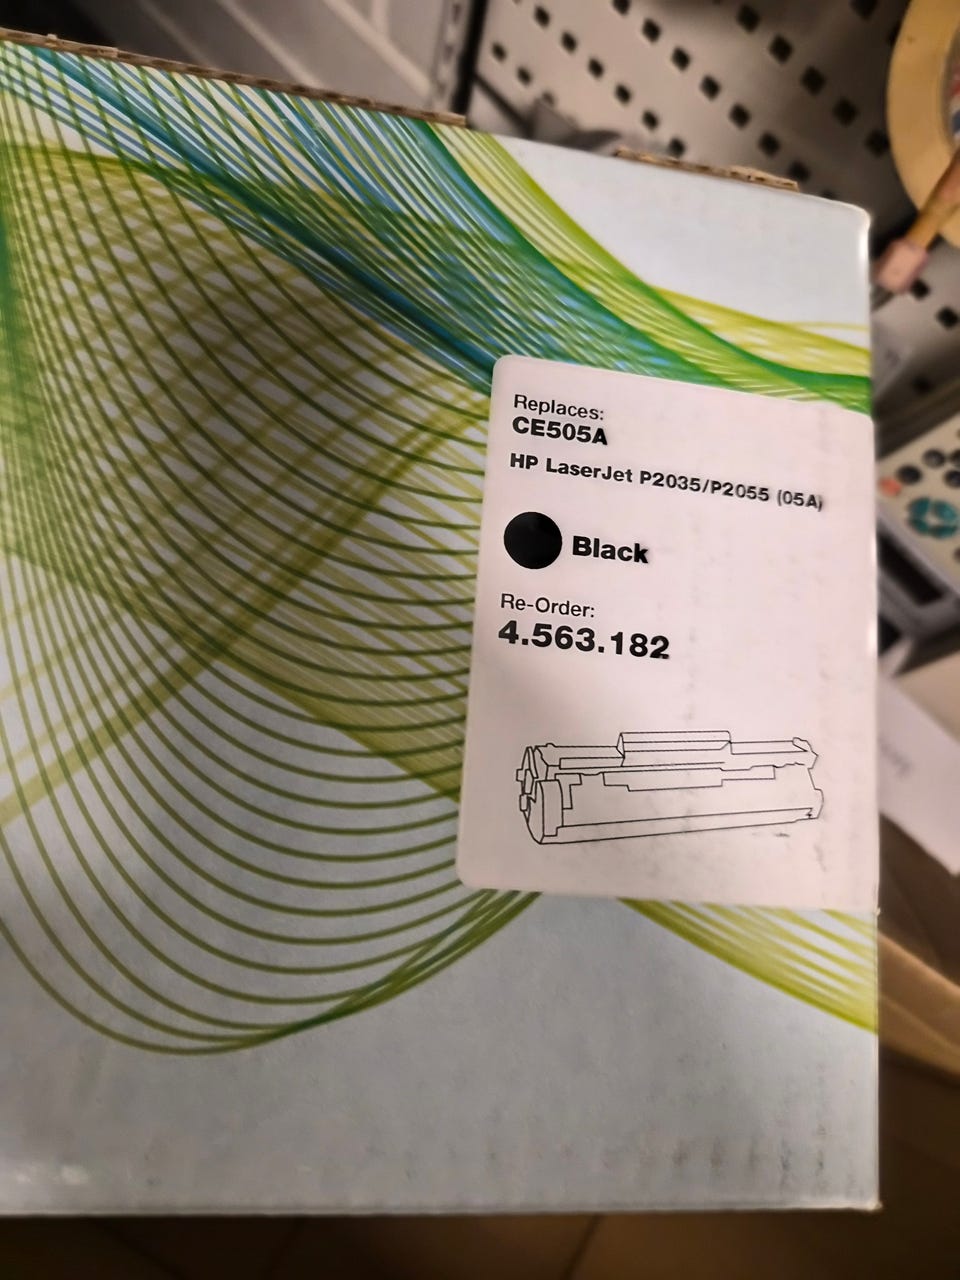 Replaces:
CE505A
HP LaserJet P2035/P2055 (05A)
Black
Re-Order:
4.563.182